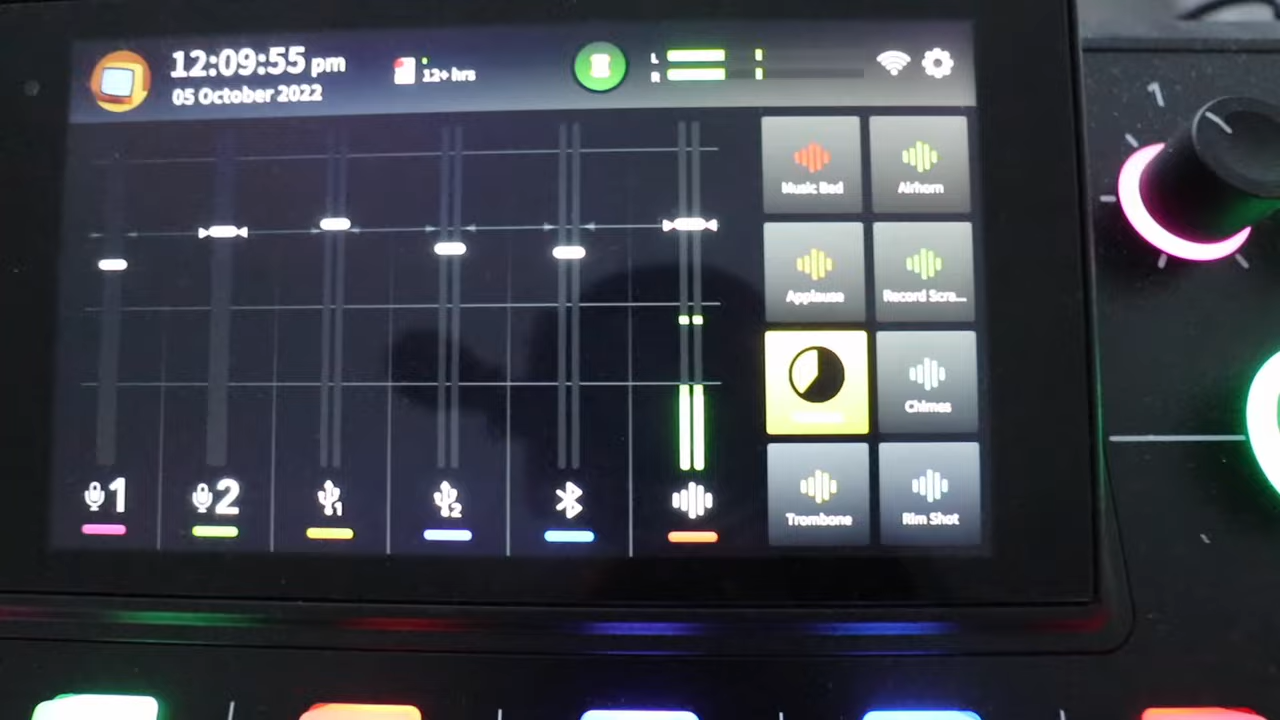 12:09:55 pm
05 October 2022
12+ hrs
L
R
1
Music Bed
Airhorn
Applause
Record Scra...
Chimes
Trombone
Rim Shot
1
2
1
2